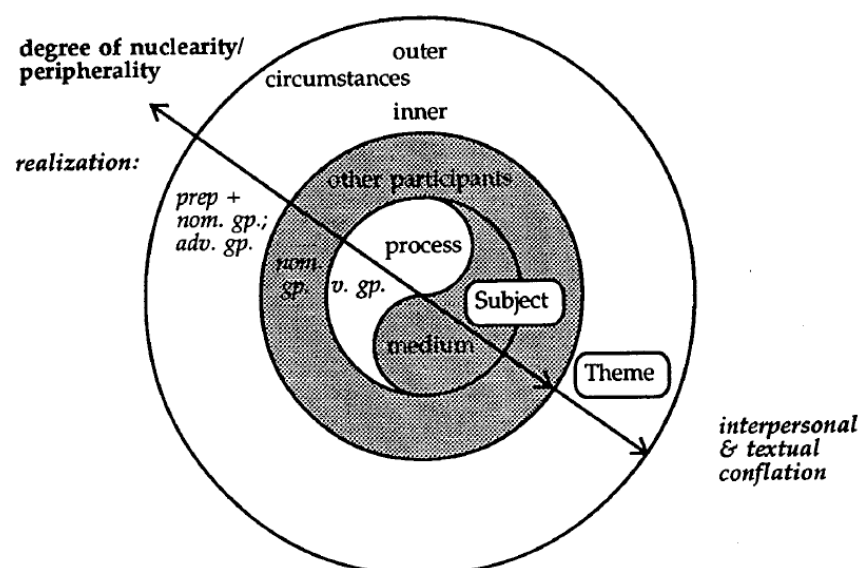 degree of nuclearity/
peripherality
outer
circumstances
inner
realization:
other participants
prep +
nom. gp.;
adv. gp.
process
nom.
gp.
v. gp.
Subject
medium
Theme
interpersonal
& textual
conflation